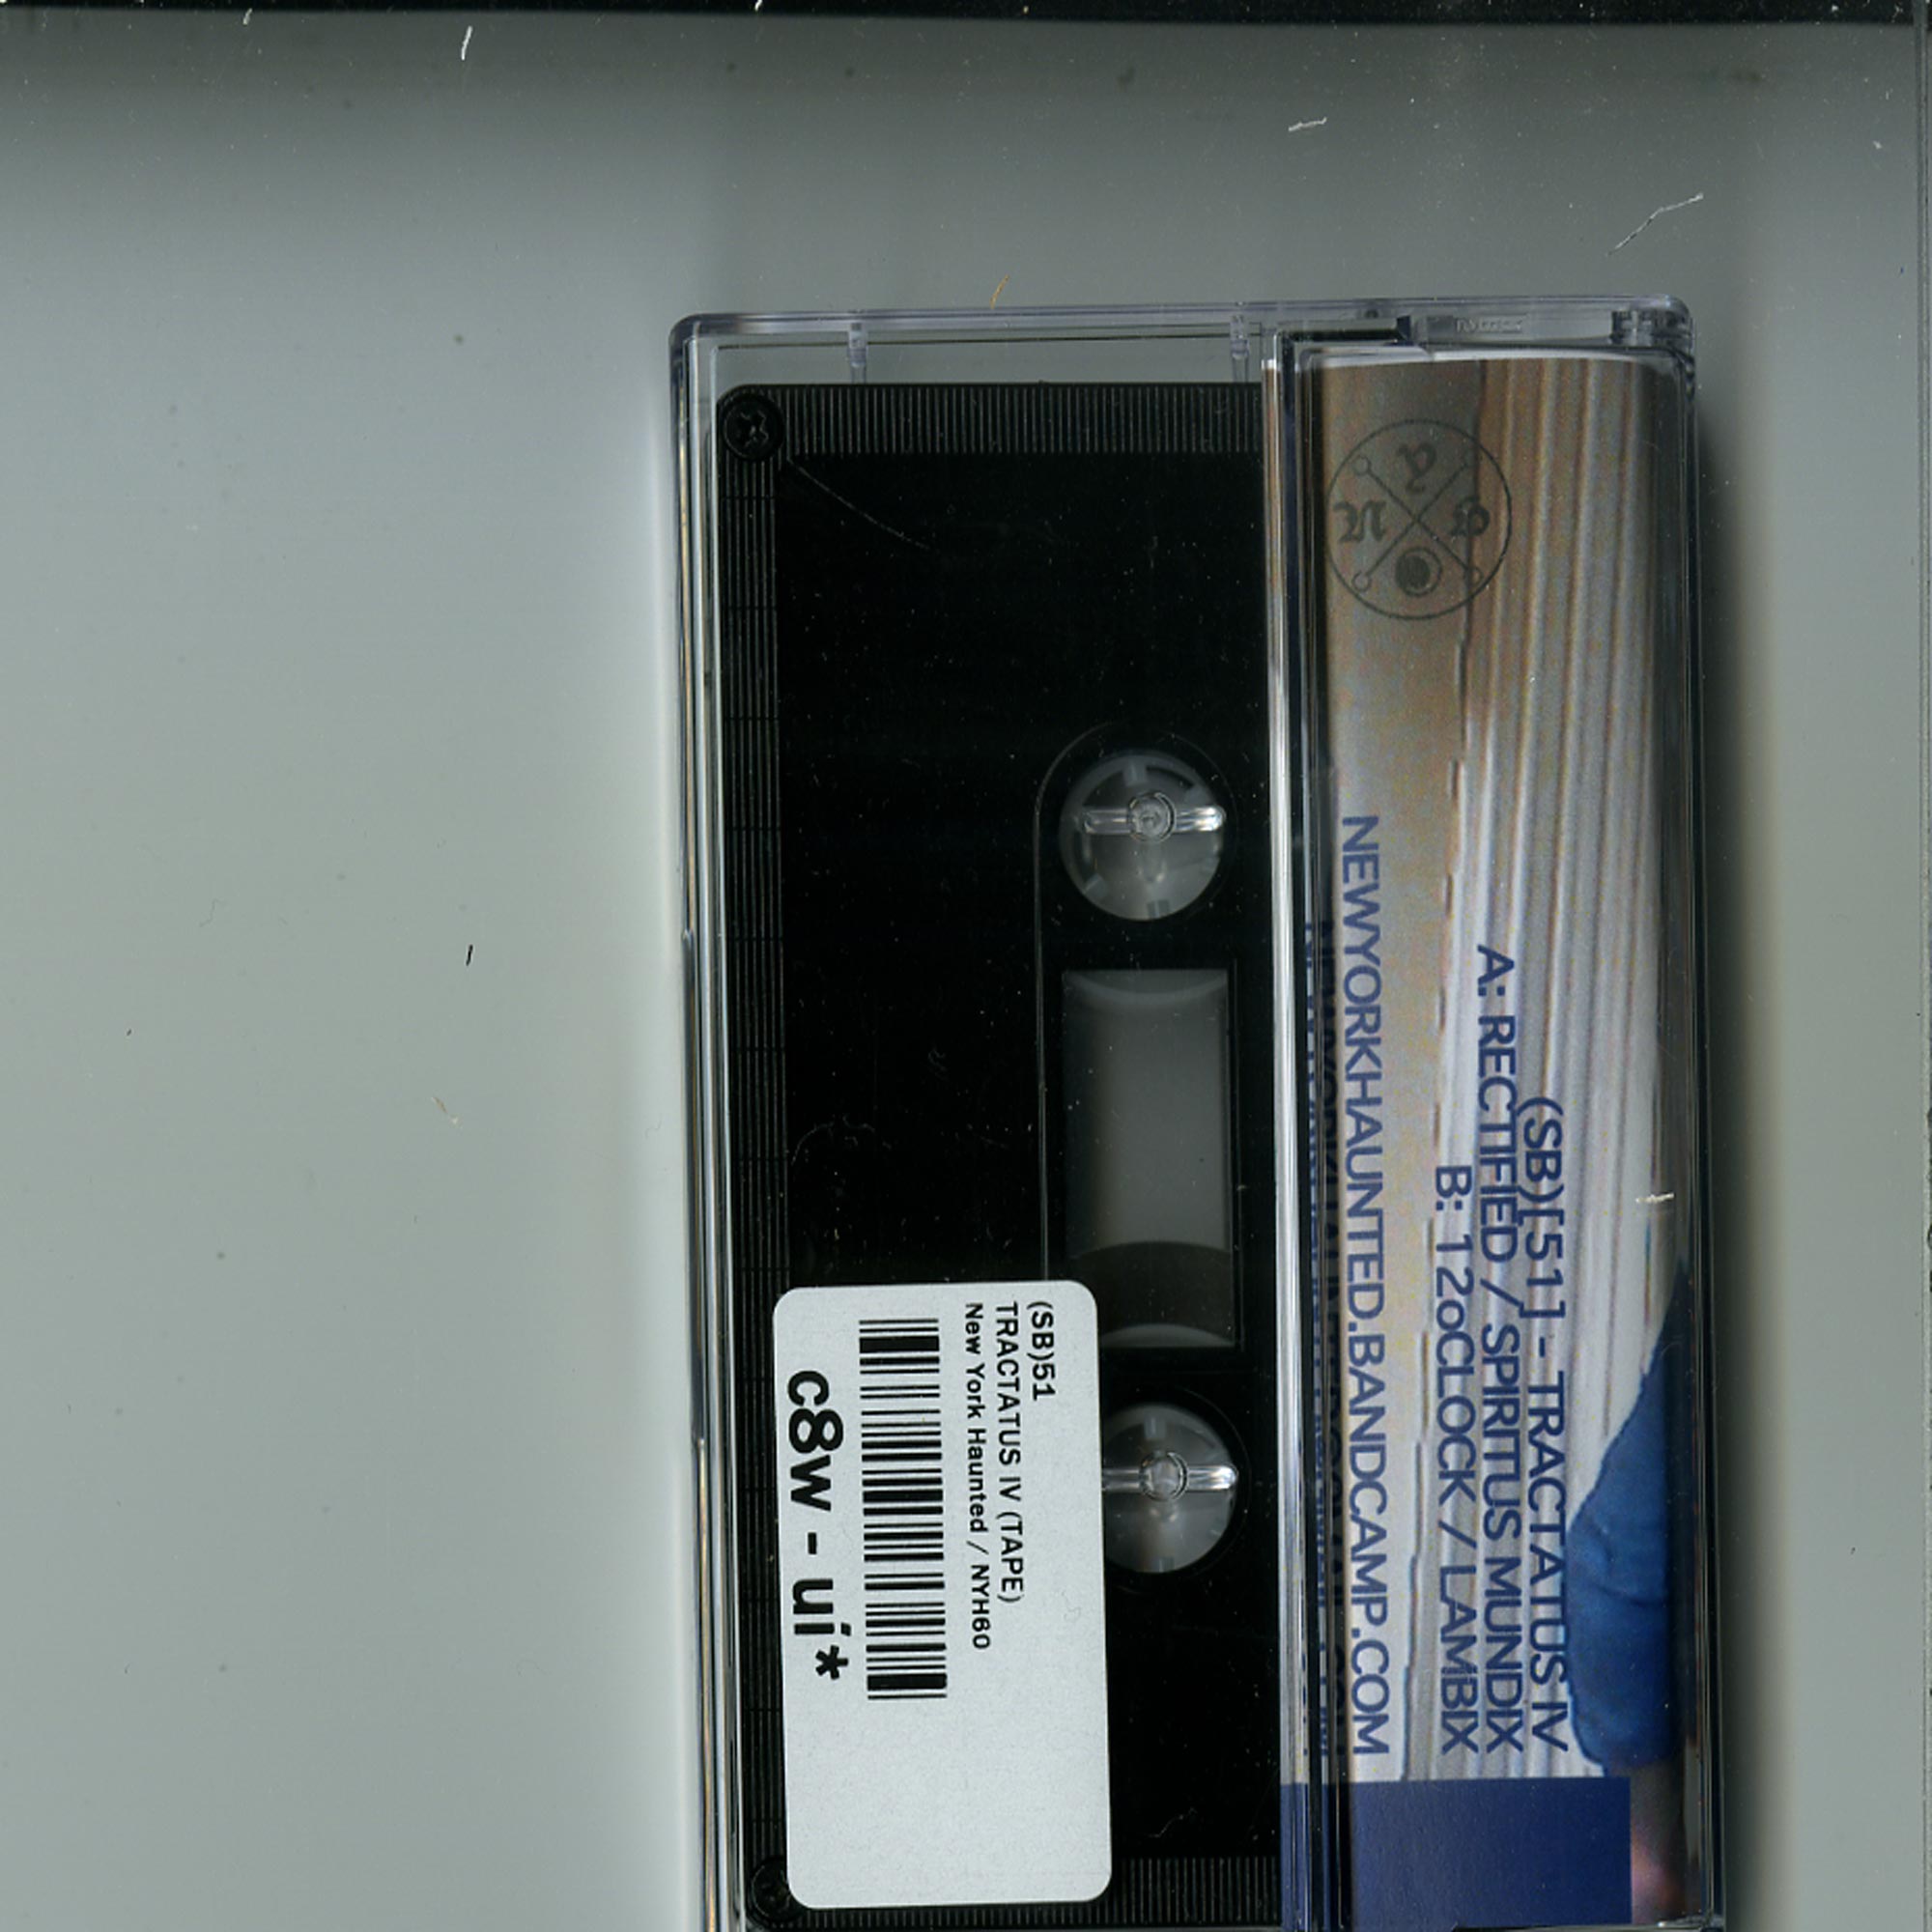 (SB)[51] - TRACTATUS IV
A: RECTIFIED / SPIRITUS MUNDIX
B: 12oCLOCK / LAMBIX
NEWYORKHAUNTED.BANDCAMP.COM
(SB)51
TRACTATUS IV (TAPE)
New York Haunted / NYH60
c8w - ui*